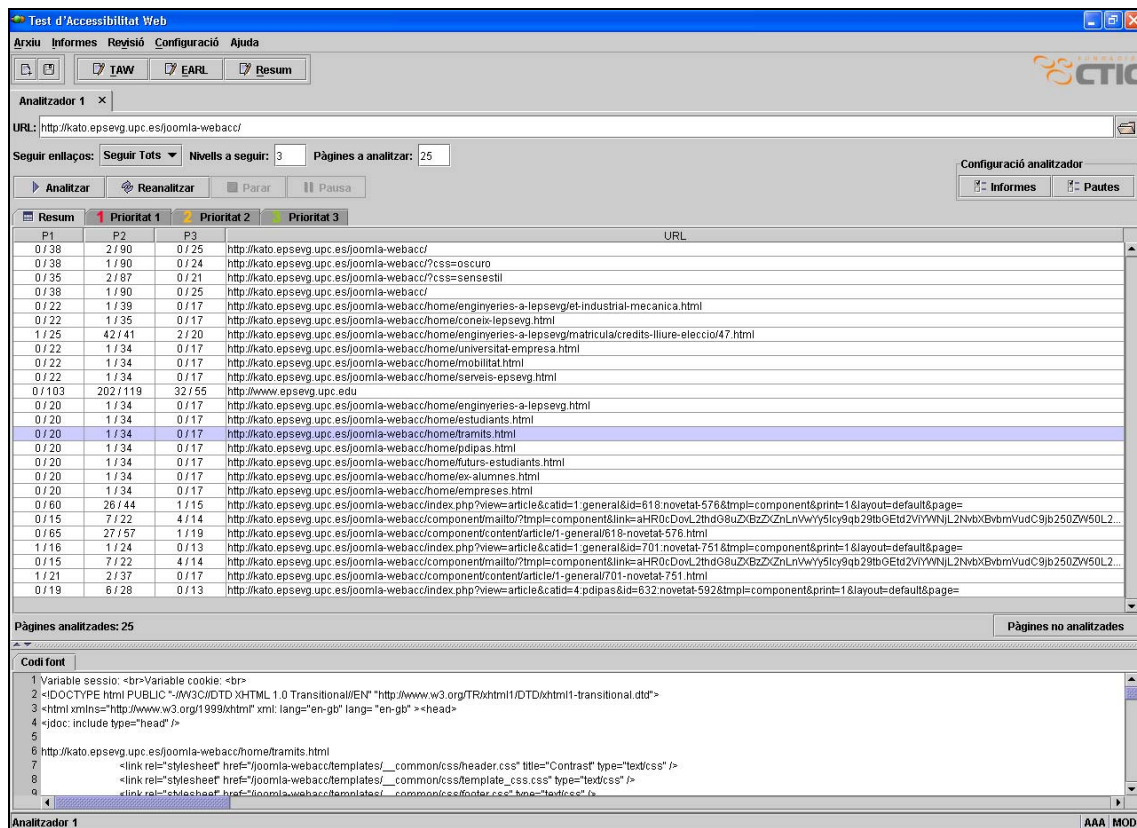 Test d'Accessibilitat Web
Arxiu Informes Revisió Configuració Ajuda
TAW EARL Resum
FUNDACIÓN CTIC
Analitzador 1
URL: http://kato.epsevg.upc.es/joomla-webacc/
Seguir enllaços: Seguir Tots Nivells a seguir: 3 Pàgines a analitzar: 25
Configuració analitzador
Analitzar Reanalitzar Parar Pausa Informes Pautes
Resum 1 Prioritat 1 2 Prioritat 2 3 Prioritat 3
P1 P2 P3 URL
0 / 38 2 / 90 0 / 25 http://kato.epsevg.upc.es/joomla-webacc/
0 / 38 1 / 90 0 / 24 http://kato.epsevg.upc.es/joomla-webacc/?css=oscuro
0 / 35 2 / 87 0 / 21 http://kato.epsevg.upc.es/joomla-webacc/?css=sensestil
0 / 38 1 / 90 0 / 25 http://kato.epsevg.upc.es/joomla-webacc/
0 / 22 1 / 39 0 / 17 http://kato.epsevg.upc.es/joomla-webacc/home/enginyeries-a-lepsevg/et-industrial-mecanica.html
0 / 22 1 / 35 0 / 17 http://kato.epsevg.upc.es/joomla-webacc/home/coneix-lepsevg.html
1 / 25 42 / 41 2 / 20 http://kato.epsevg.upc.es/joomla-webacc/home/enginyeries-a-lepsevg/matricula/credits-lliure-eleccio/47.html
0 / 22 1 / 34 0 / 17 http://kato.epsevg.upc.es/joomla-webacc/home/universitat-empresa.html
0 / 22 1 / 34 0 / 17 http://kato.epsevg.upc.es/joomla-webacc/home/mobilitat.html
0 / 22 1 / 34 0 / 17 http://kato.epsevg.upc.es/joomla-webacc/home/serveis-epsevg.html
0 / 103 202 / 119 32 / 55 http://www.epsevg.upc.edu
0 / 20 1 / 34 0 / 17 http://kato.epsevg.upc.es/joomla-webacc/home/enginyeries-a-lepsevg.html
0 / 20 1 / 34 0 / 17 http://kato.epsevg.upc.es/joomla-webacc/home/estudiants.html
0 / 20 1 / 34 0 / 17 http://kato.epsevg.upc.es/joomla-webacc/home/tramits.html
0 / 20 1 / 34 0 / 17 http://kato.epsevg.upc.es/joomla-webacc/home/pdipas.html
0 / 20 1 / 34 0 / 17 http://kato.epsevg.upc.es/joomla-webacc/home/futurs-estudiants.html
0 / 20 1 / 34 0 / 17 http://kato.epsevg.upc.es/joomla-webacc/home/ex-alumnes.html
0 / 20 1 / 34 0 / 17 http://kato.epsevg.upc.es/joomla-webacc/home/empreses.html
0 / 60 26 / 44 1 / 15 http://kato.epsevg.upc.es/joomla-webacc/index.php?view=article&catid=1:general&id=618:novetat-576&tmpl=component&print=1&layout=default&page=
0 / 15 7 / 22 4 / 14
0 / 65 27 / 57 1 / 19 http://kato.epsevg.upc.es/joomla-webacc/component/content/article/1-general/618-novetat-576.html
1 / 16 1 / 24 0 / 13 http://kato.epsevg.upc.es/joomla-webacc/index.php?view=article&catid=1:general&id=701:novetat-751&tmpl=component&print=1&layout=default&page=
0 / 15 7 / 22 4 / 14
1 / 21 2 / 37 0 / 17 http://kato.epsevg.upc.es/joomla-webacc/component/content/article/1-general/701-novetat-751.html
0 / 19 6 / 28 0 / 13 http://kato.epsevg.upc.es/joomla-webacc/index.php?view=article&catid=4:pdipas&id=632:novetat-592&tmpl=component&print=1&layout=default&page=
Pàgines analitzades: 25 Pàgines no analitzades
Codi font
1 Variable sessio: <br>Variable cookie: <br>
2 <!DOCTYPE html PUBLIC "-//W3C//DTD XHTML 1.0 Transitional//EN" "http://www.w3.org/TR/xhtml1/DTD/xhtml1-transitional.dtd">
3 <html xmlns="http://www.w3.org/1999/xhtml" xml: lang="en-gb" lang= "en-gb" ><head>
4 <jdoc: include type="head" />
5
6 http://kato.epsevg.upc.es/joomla-webacc/home/tramits.html
7 <link rel="stylesheet" href="/joomla-webacc/templates/__common/css/header.css" title="Contrast" type="text/css" />
8 <link rel="stylesheet" href="/joomla-webacc/templates/__common/css/template_css.css" type="text/css" />
9 <link rel="stylesheet" href="/joomla-webacc/templates/__common/css/footer.css" type="text/css" />
Analitzador 1 AAA MOD